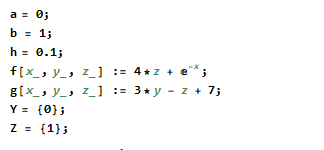 a = 0;
b = 1;
h = 0.1;
f[x_, y_, z_] := 4*z + e^-x;
g[x_, y_, z_] := 3*y - z + 7;
Y = {0};
Z = {1};